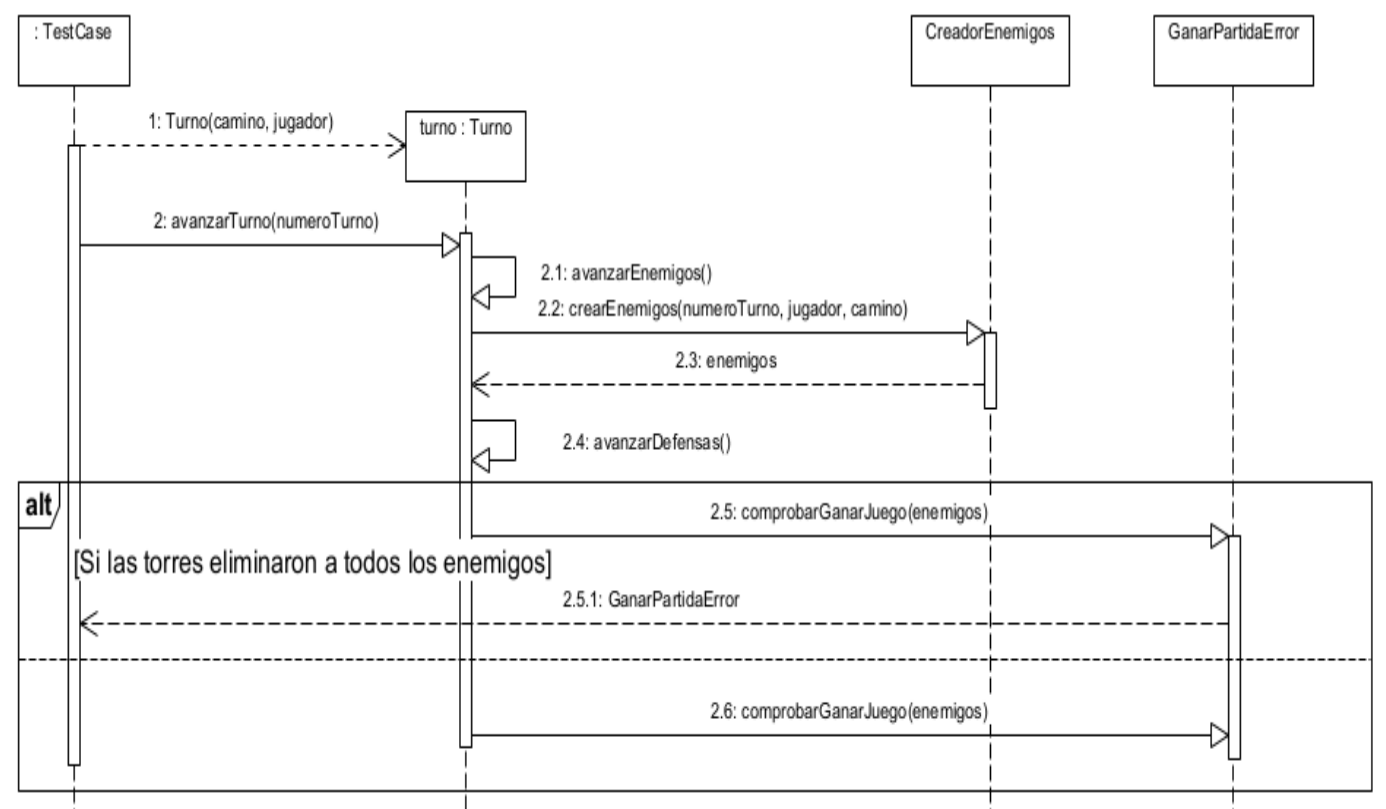 : TestCase
CreadorEnemigos
GanarPartidaError
1: Turno(camino, jugador)
turno : Turno
2: avanzarTurno(numeroTurno)
2.1: avanzarEnemigos()
2.2: crearEnemigos(numeroTurno, jugador, camino)
2.3: enemigos
2.4: avanzarDefensas()
alt
2.5: comprobarGanarJuego(enemigos)
[Si las torres eliminaron a todos los enemigos]
2.5.1: GanarPartidaError
2.6: comprobarGanarJuego(enemigos)